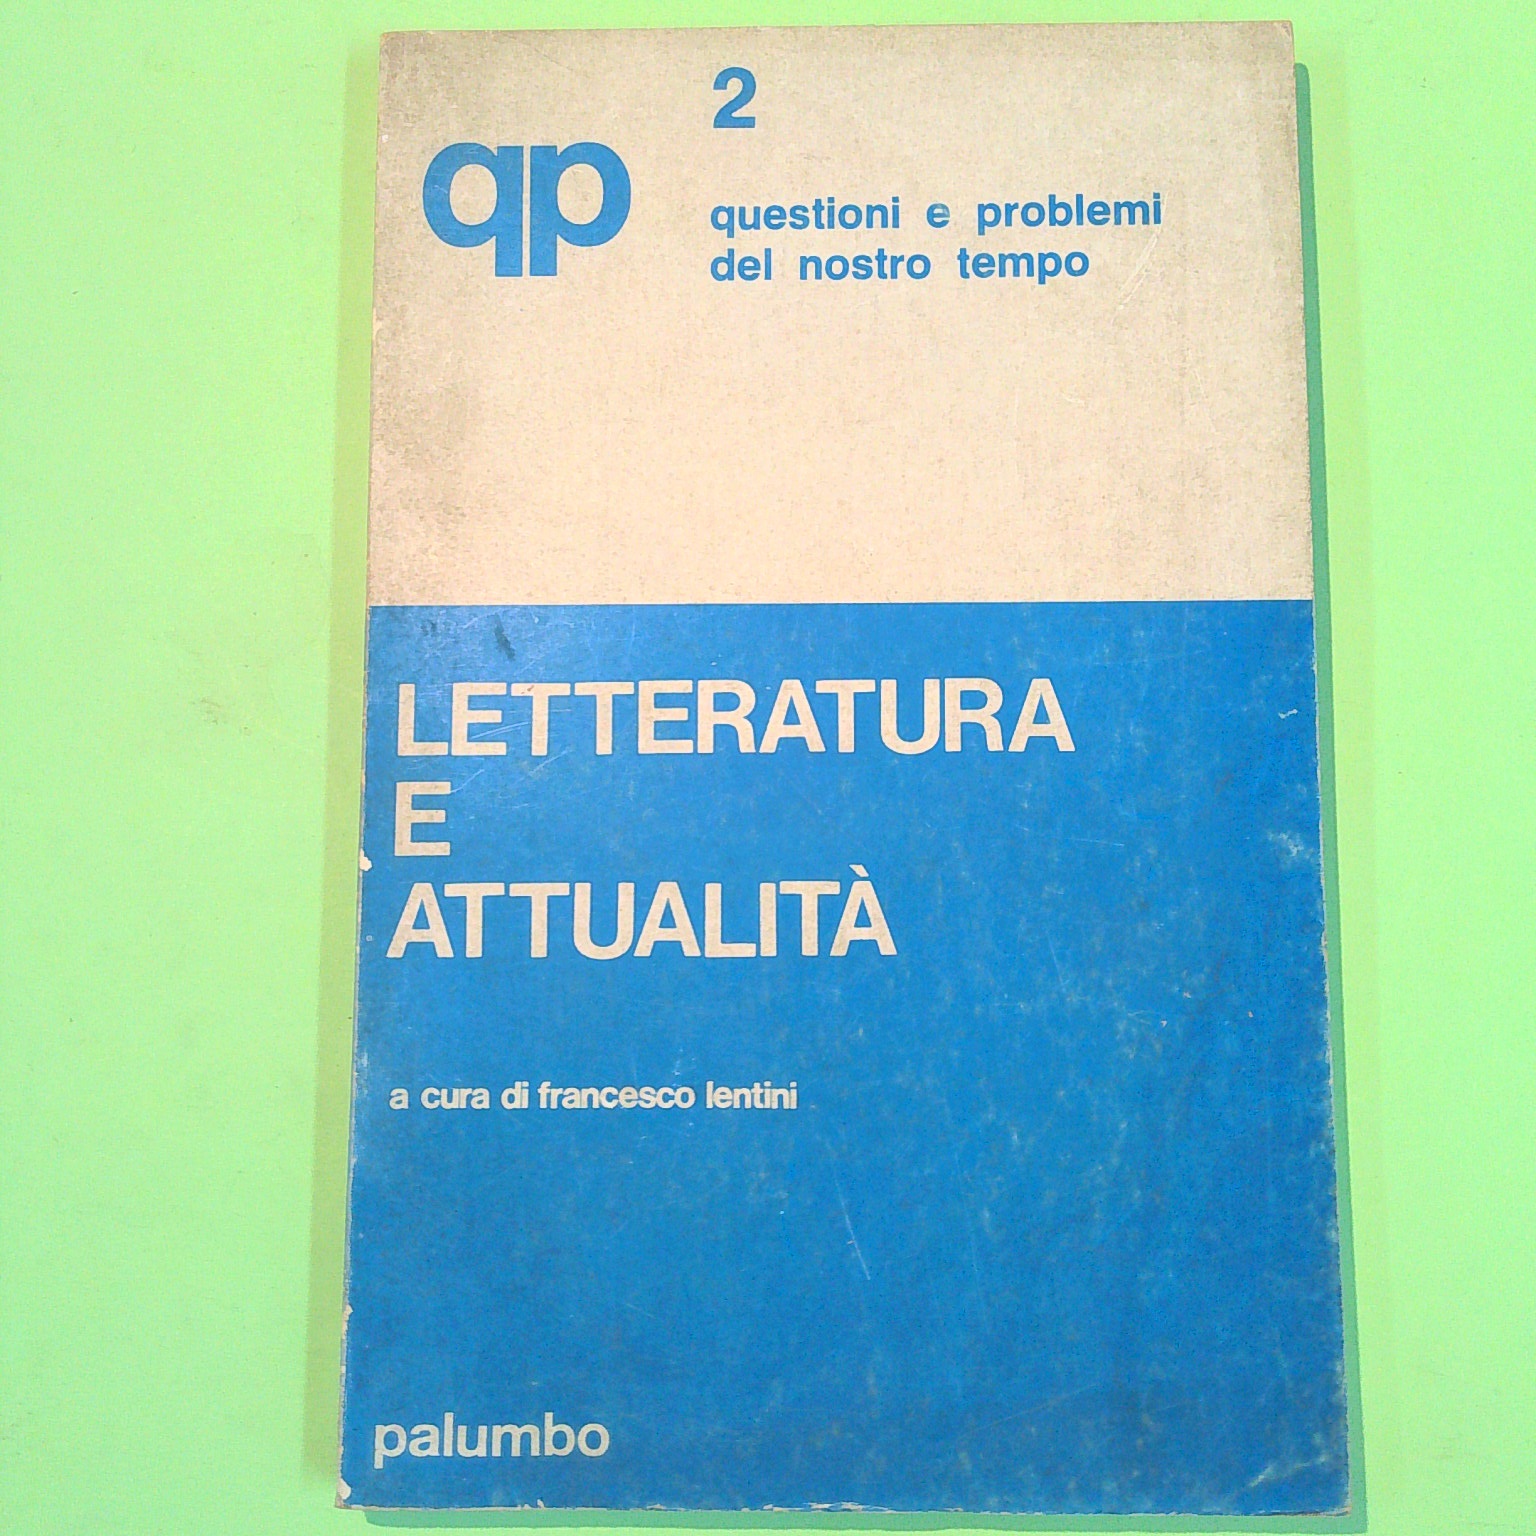 2
qp
questioni e problemi
del nostro tempo
LETTERATURA
E
ATTUALITÀ
a cura di francesco lentini
palumbo